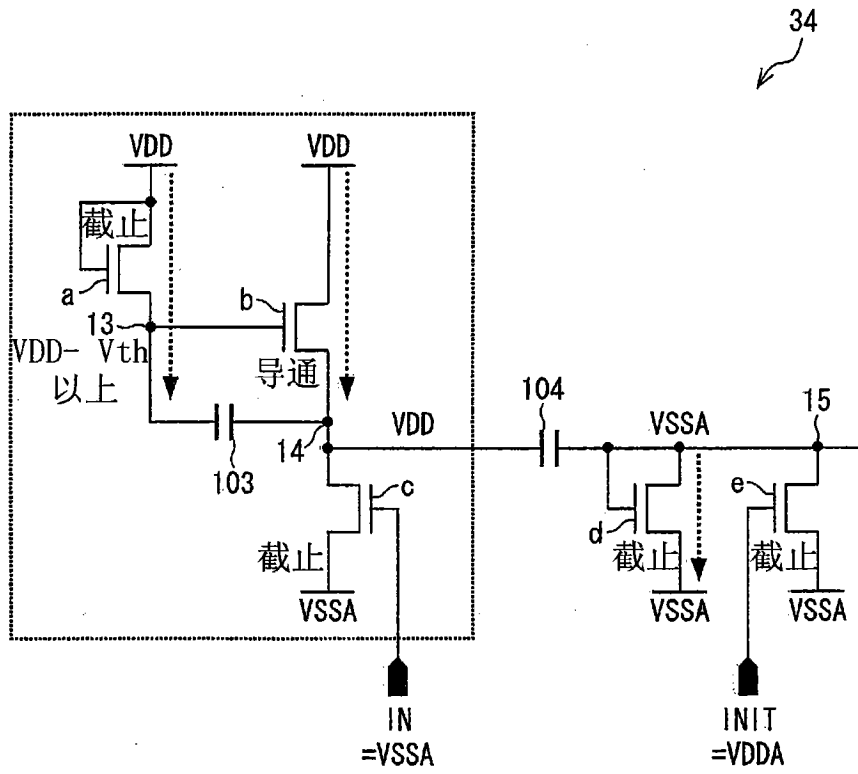 34
VDD
VDD
截止
a
b
13
VDD- Vth
以上
导通
104
VSSA
15
14
VDD
103
c
d
e
截止
截止
截止
VSSA
VSSA
VSSA
IN
=VSSA
INIT
=VDDA